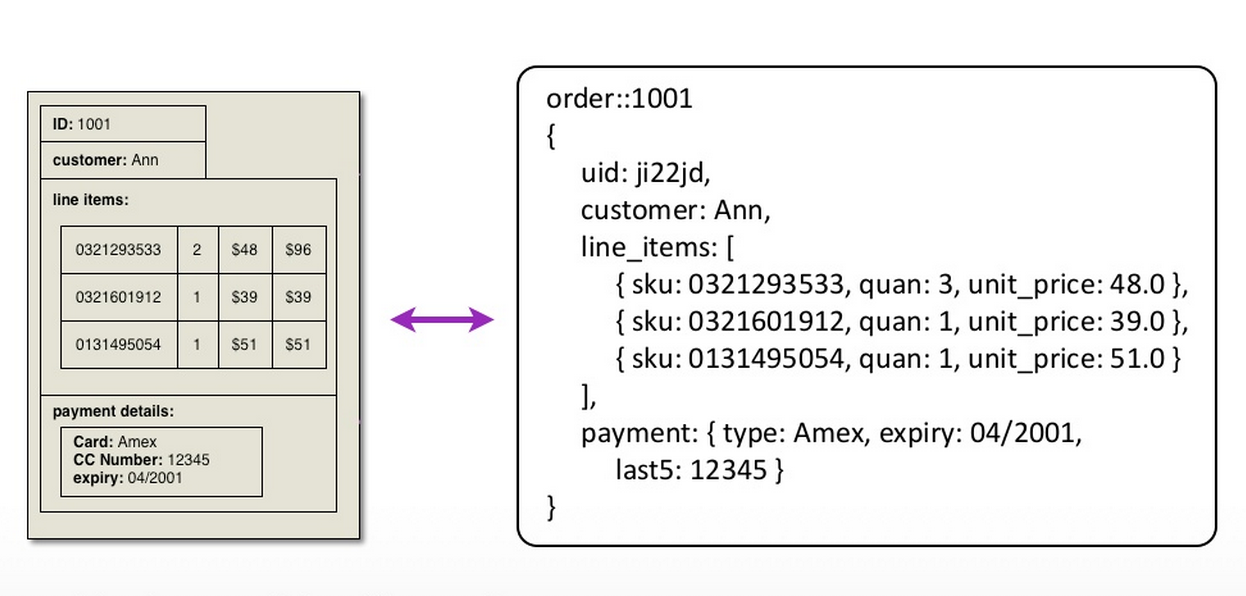 ID: 1001
customer: Ann
line items:
0321293533 2 $48 $96
0321601912 1 $39 $39
0131495054 1 $51 $51
payment details:
Card: Amex
CC Number: 12345
expiry: 04/2001
order::1001
{
uid: ji22jd,
customer: Ann,
line_items: [
{ sku: 0321293533, quan: 3, unit_price: 48.0 },
{ sku: 0321601912, quan: 1, unit_price: 39.0 },
{ sku: 0131495054, quan: 1, unit_price: 51.0 }
],
payment: { type: Amex, expiry: 04/2001,
last5: 12345 }
}